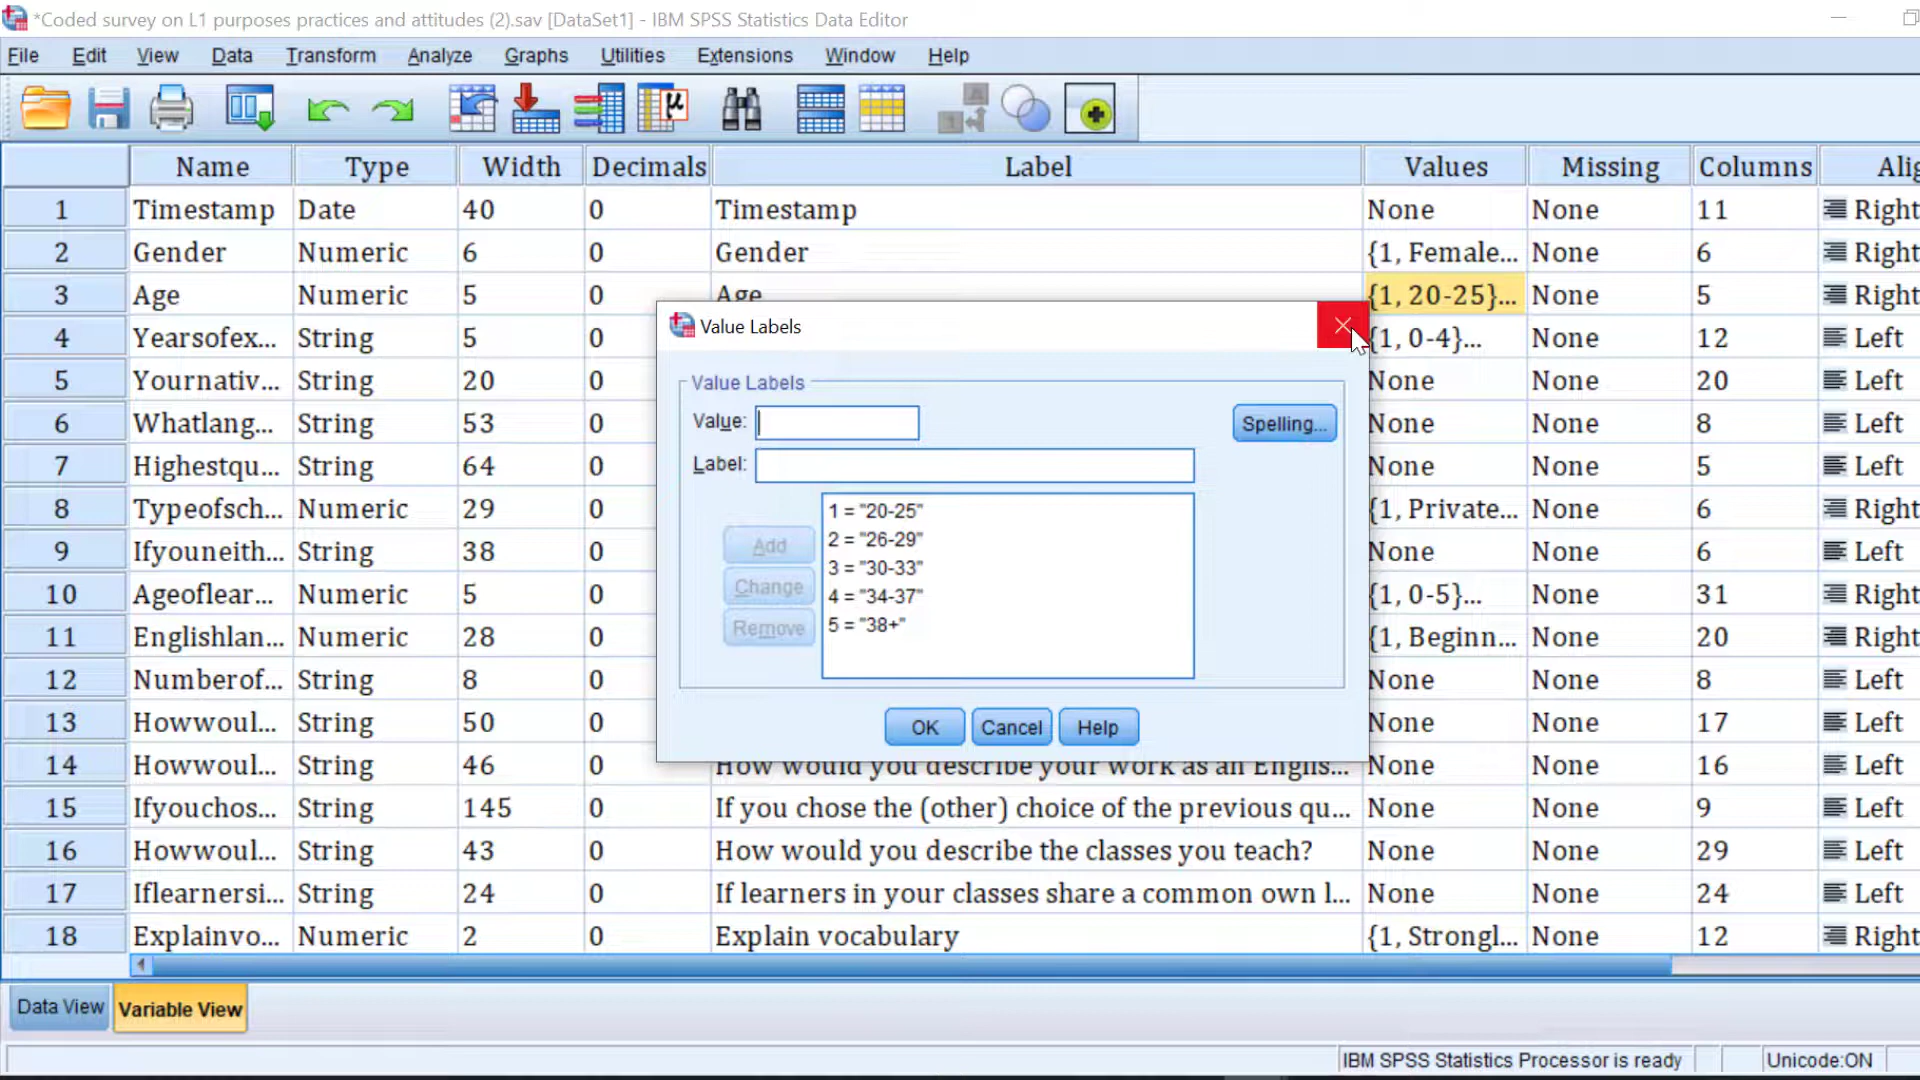 *Coded survey on L1 purposes practices and attitudes (2).sav [DataSet1] - IBM SPSS Statistics Data Editor
File Edit View Data Transform Analyze Graphs Utilities Extensions Window Help
Name Type Width Decimals Label Values Missing Columns Alig
1 Timestamp Date 40 0 Timestamp None None 11 Right
2 Gender Numeric 6 0 Gender {1, Female... None 6 Right
3 Age Numeric 5 0 Age {1, 20-25}... None 5 Right
4 Yearsofex... String 5 0 {1, 0-4}... None 12 Left
5 Yournativ... String 20 0 None None 20 Left
6 Whatlang... String 53 0 None None 8 Left
7 Highestqu... String 64 0 None None 5 Left
8 Typeofsch... Numeric 29 0 {1, Private... None 6 Right
9 Ifyouneith... String 38 0 None None 6 Left
10 Ageoflear... Numeric 5 0 {1, 0-5}... None 31 Right
11 Englishlan... Numeric 28 0 {1, Beginn... None 20 Right
12 Numberof... String 8 0 None None 8 Left
13 Howwoul... String 50 0 None None 17 Left
14 Howwoul... String 46 0 How would you describe your work as an Englis... None None 16 Left
15 Ifyouchos... String 145 0 If you chose the (other) choice of the previous qu... None None 9 Left
16 Howwoul... String 43 0 How would you describe the classes you teach? None None 29 Left
17 Iflearnersi... String 24 0 If learners in your classes share a common own l... None None 24 Left
18 Explainvo... Numeric 2 0 Explain vocabulary {1, Strongl... None 12 Right
Value Labels
Value Labels
Value:
Spelling...
Label:
1 = "20-25"
2 = "26-29"
3 = "30-33"
4 = "34-37"
5 = "38+"
Add
Change
Remove
OK Cancel Help
Data View Variable View
IBM SPSS Statistics Processor is ready Unicode:ON